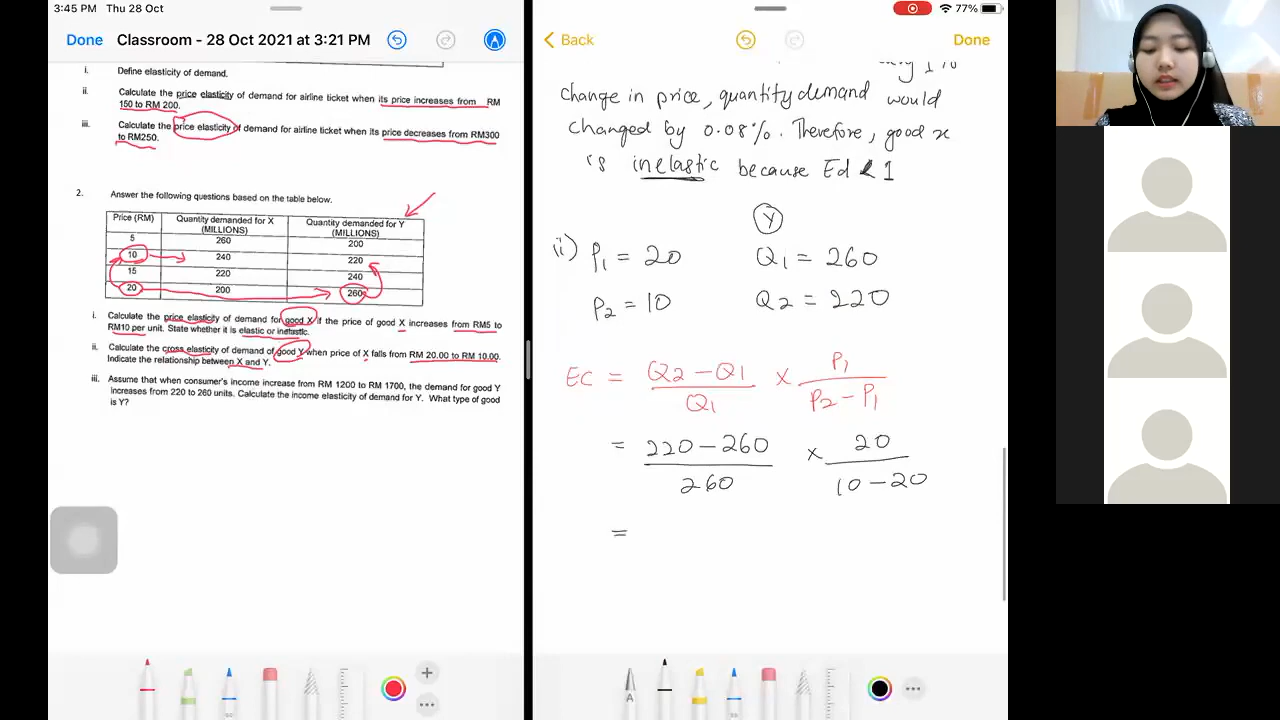 3:45 PM Thu 28 Oct
77%
Done Classroom - 28 Oct 2021 at 3:21 PM
i. Define elasticity of demand.
ii. Calculate the price elasticity of demand for airline ticket when its price increases from RM
150 to RM 200.
iii. Calculate the price elasticity of demand for airline ticket when its price decreases from RM300
to RM250.
2. Answer the following questions based on the table below.
Price (RM) Quantity demanded for X (MILLIONS) Quantity demanded for Y (MILLIONS)
5 260 200
10 240 220
15 220 240
20 200 260
i. Calculate the price elasticity of demand for good X if the price of good X increases from RM5 to
RM10 per unit. State whether it is elastic or inelastic.
ii. Calculate the cross elasticity of demand of good Y when price of X falls from RM 20.00 to RM 10.00.
Indicate the relationship between X and Y.
iii. Assume that when consumer's income increase from RM 1200 to RM 1700, the demand for good Y
increases from 220 to 260 units. Calculate the income elasticity of demand for Y. What type of good
is Y?
Back Done
1%
change in price, quantity demand would
changed by 0.08%. Therefore, good x
is inelastic because Ed < 1
Y
ii) P1 = 20 Q1 = 260
P2 = 10 Q2 = 220
EC = Q2 - Q1 / Q1 × P1 / P2 - P1
= 220 - 260 / 260 × 20 / 10 - 20
=
A